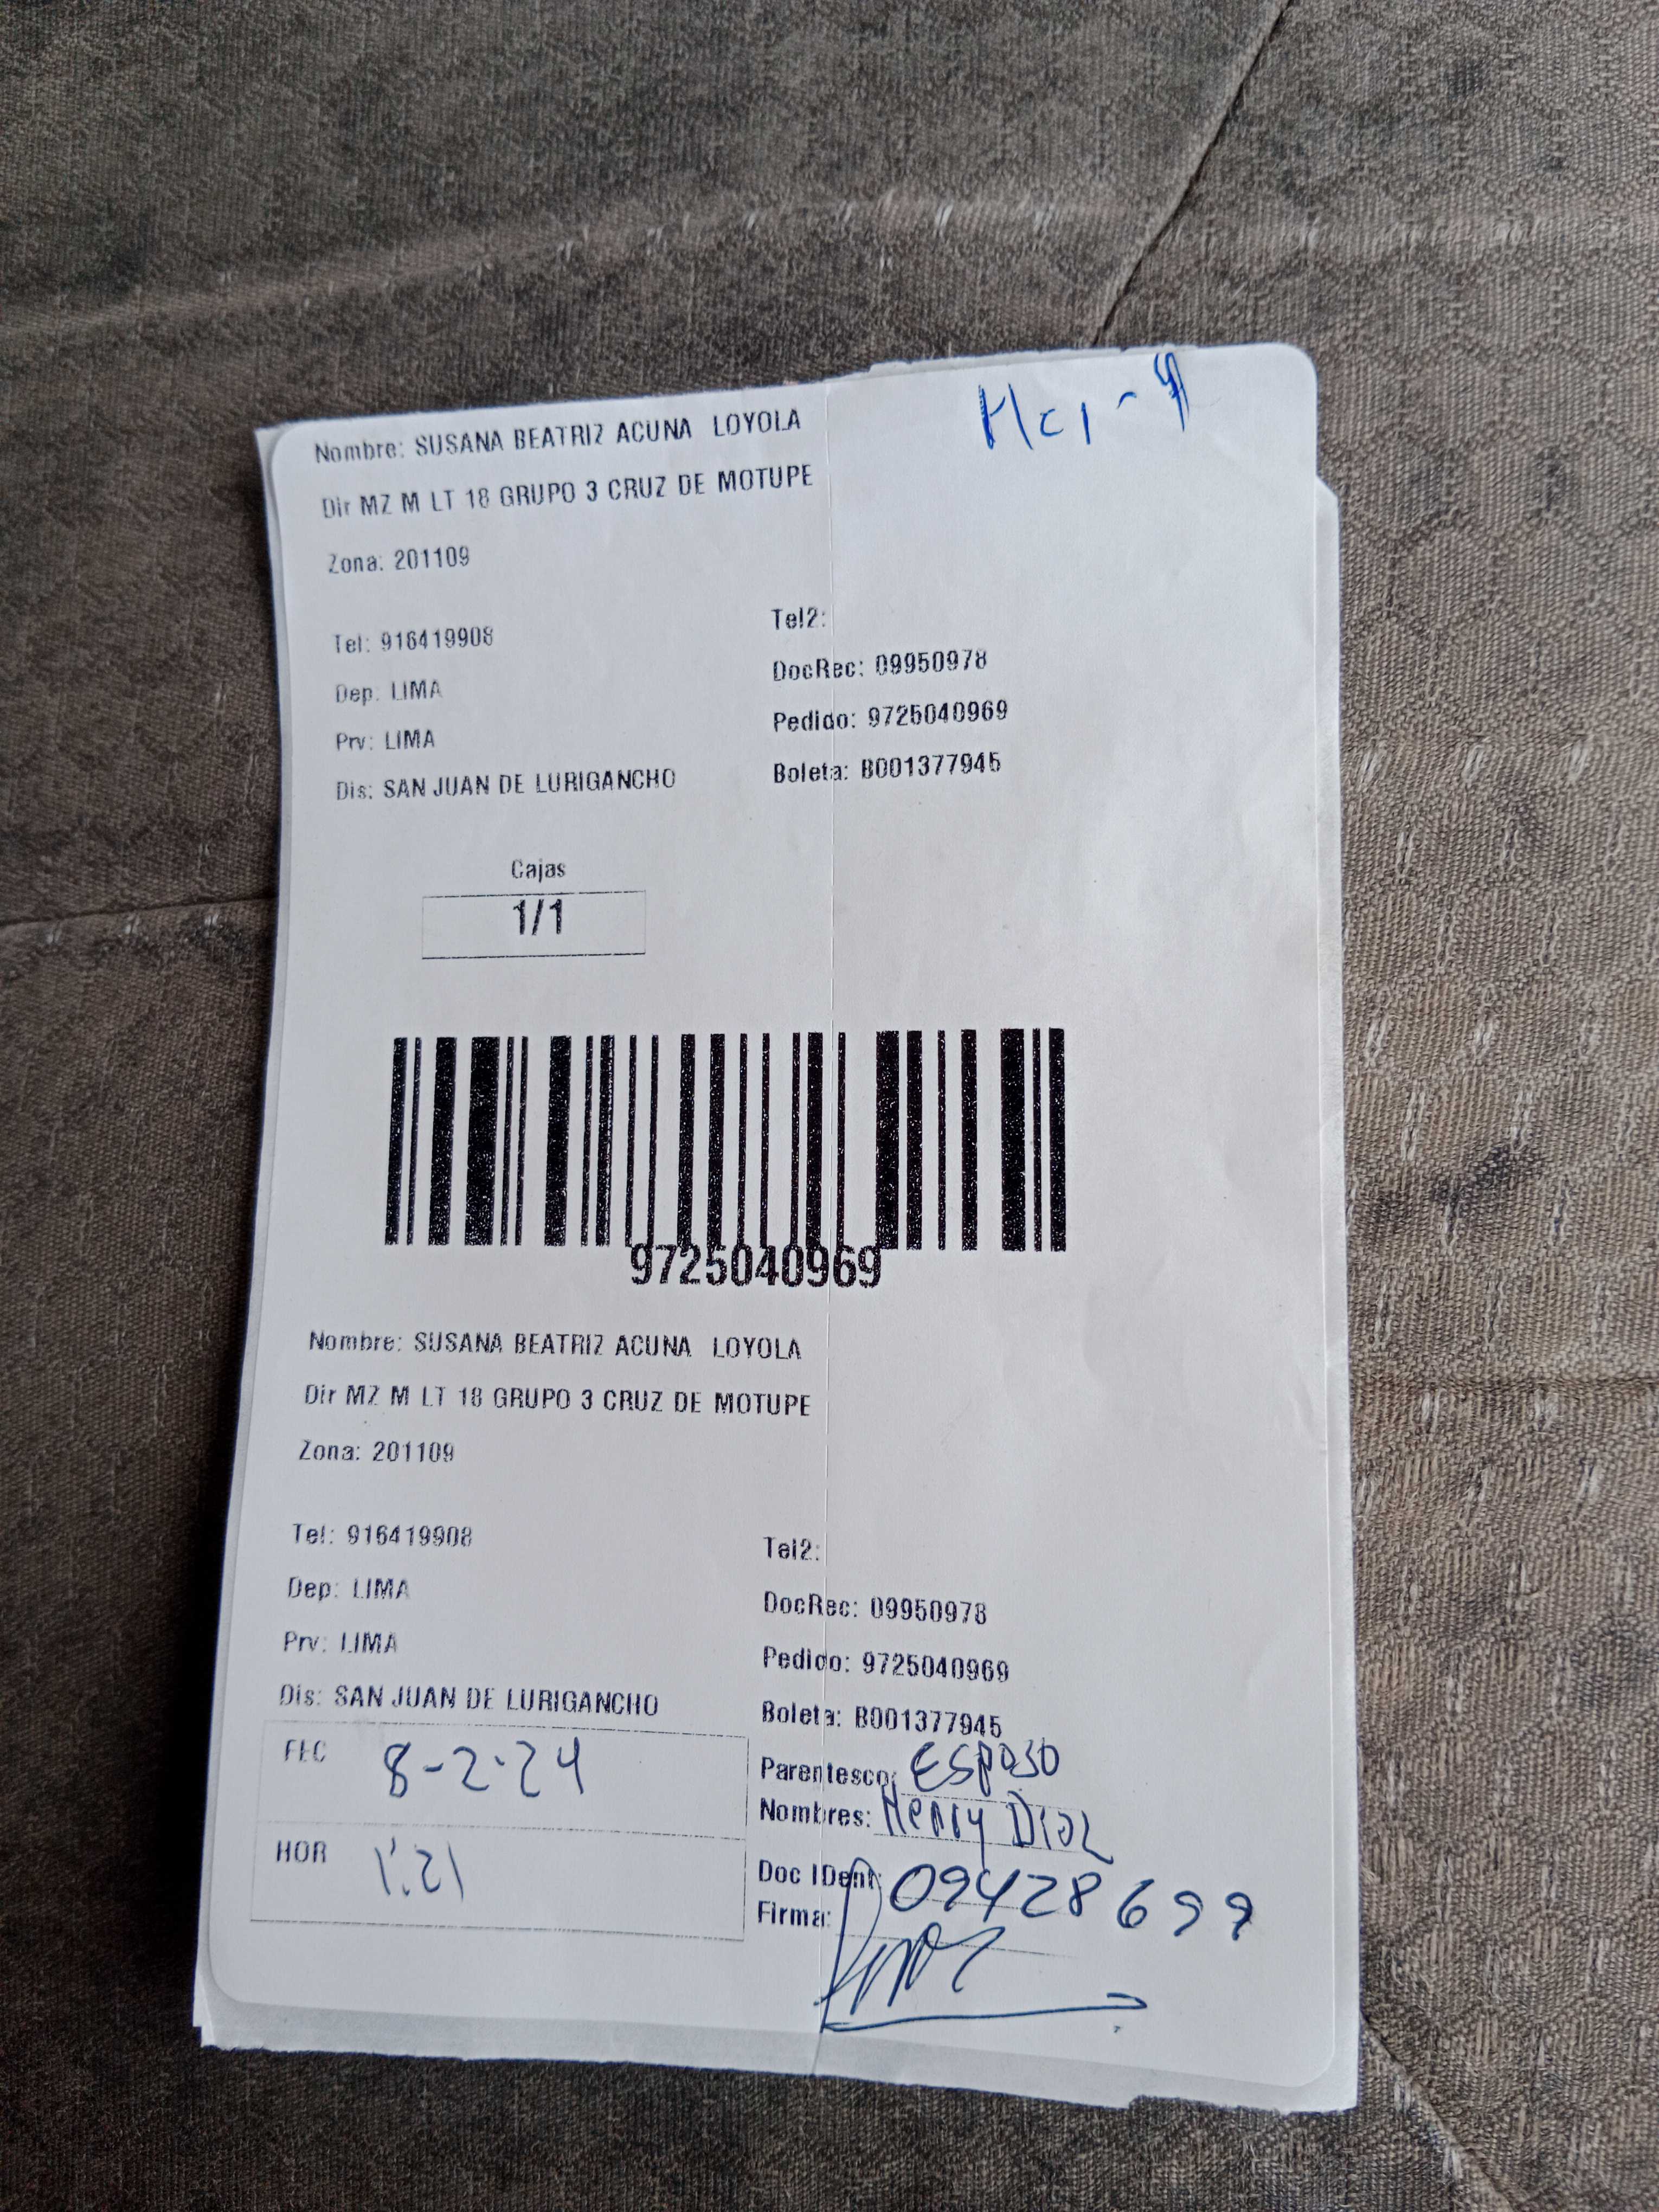 Nombre: SUSANA BEATRIZ ACUNA LOYOLA
Dir MZ M LT 18 GRUPO 3 CRUZ DE MOTUPE
Zona: 201109
Tel: 916419908
Tel2:
Dep: LIMA
DocRec: 09950978
Prv: LIMA
Pedido: 9725040969
Dis: SAN JUAN DE LURIGANCHO
Boleta: B001377945
Cajas
1/1
9725040969
Nombre: SUSANA BEATRIZ ACUNA LOYOLA
Dir MZ M LT 18 GRUPO 3 CRUZ DE MOTUPE
Zona: 201109
Tel: 916419908
Tel2:
Dep: LIMA
DocRec: 09950978
Prv: LIMA
Pedido: 9725040969
Dis: SAN JUAN DE LURIGANCHO
Boleta: B001377945
FEC 8-2-24
Parentesco: ESPOSO
Nombres: Henry Dioz
HOR 1:21
Doc IDent: 09428699
Firma: